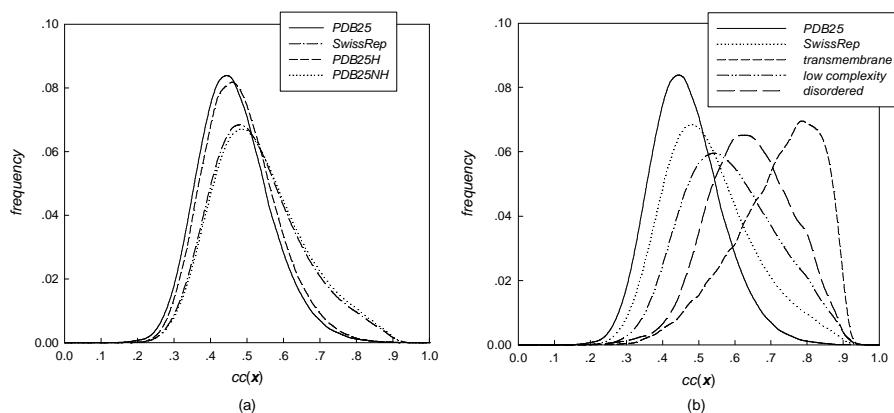 .10
.08
.06
.04
.02
0.00
frequency
0.0 .1 .2 .3 .4 .5 .6 .7 .8 .9 1.0
cc(x)
PDB25
SwissRep
PDB25H
PDB25NH
(a)
.10
.08
.06
.04
.02
0.00
frequency
0.0 .1 .2 .3 .4 .5 .6 .7 .8 .9 1.0
cc(x)
PDB25
SwissRep
transmembrane
low complexity
disordered
(b)